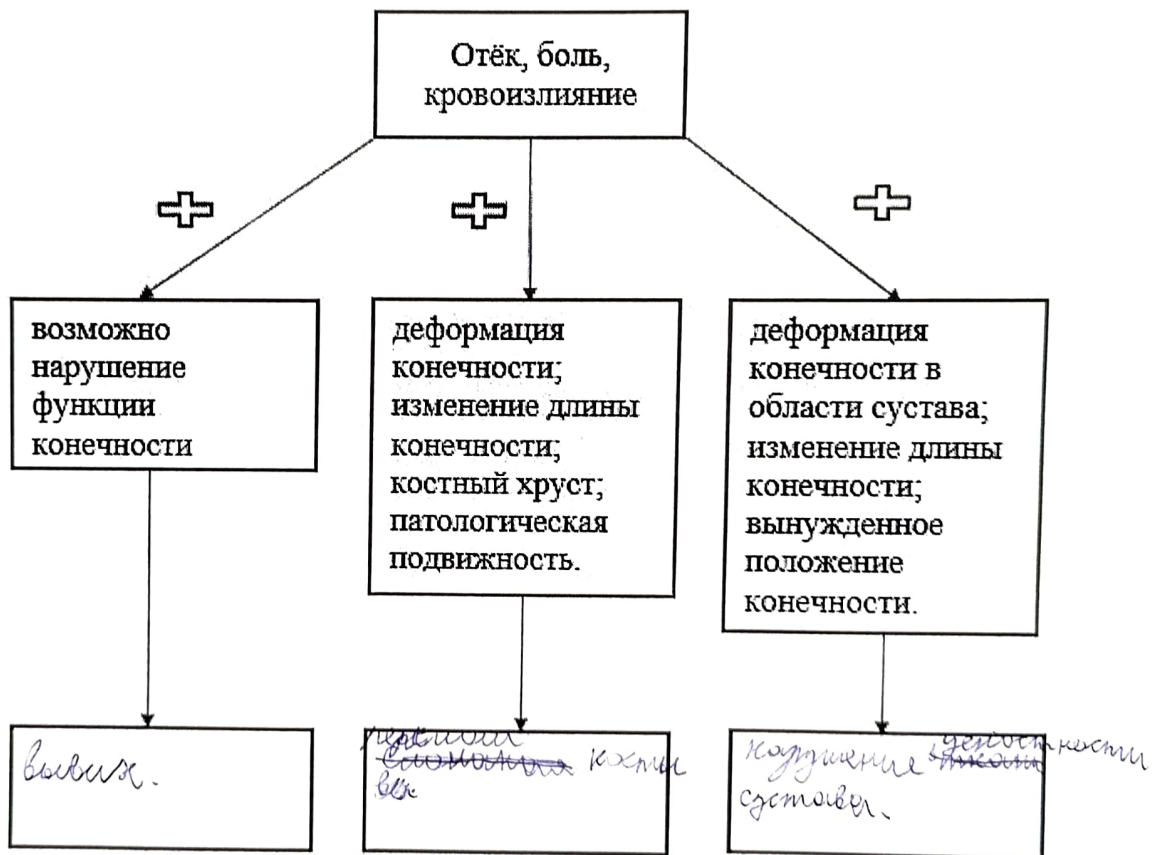 Отёк, боль,
кровоизлияние
возможно
нарушение
функции
конечности
деформация
конечности;
изменение длины
конечности;
костный хруст;
патологическая
подвижность.
деформация
конечности в
области сустава;
изменение длины
конечности;
вынужденное
положение
конечности.
вывих.
перелом
кости
нарушение целостности
сустава.